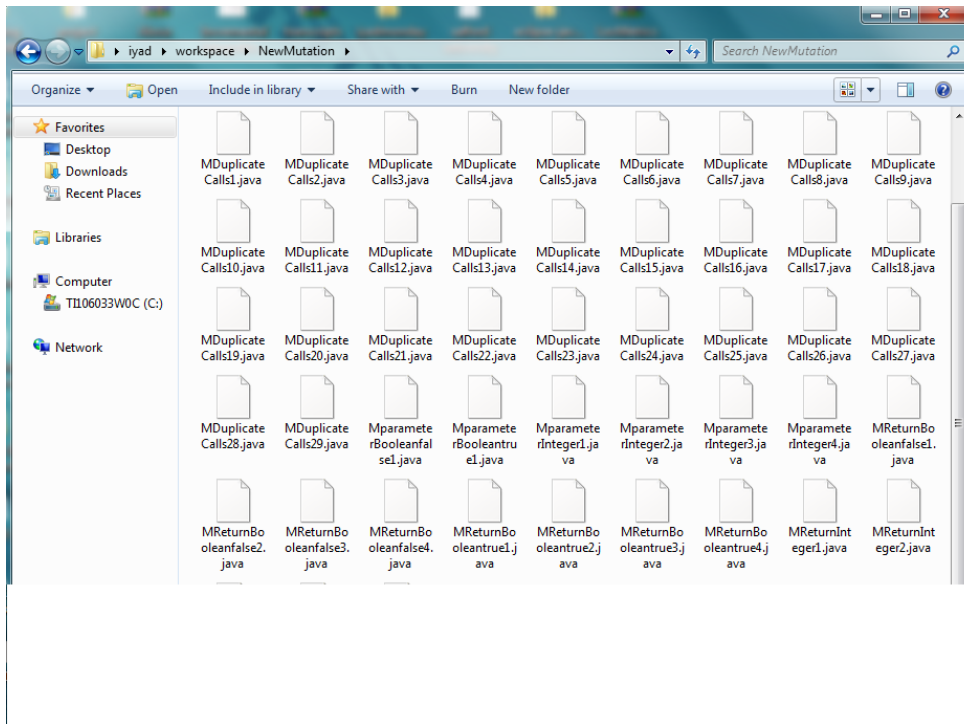 iyad workspace NewMutation Search NewMutation
Organize Open Include in library Share with Burn New folder
Favorites
Desktop
Downloads
Recent Places
Libraries
Computer
TI106033W0C (C:)
Network
MDuplicate MDuplicate MDuplicate MDuplicate MDuplicate MDuplicate MDuplicate MDuplicate MDuplicate
Calls1.java Calls2.java Calls3.java Calls4.java Calls5.java Calls6.java Calls7.java Calls8.java Calls9.java
MDuplicate MDuplicate MDuplicate MDuplicate MDuplicate MDuplicate MDuplicate MDuplicate MDuplicate
Calls10.java Calls11.java Calls12.java Calls13.java Calls14.java Calls15.java Calls16.java Calls17.java Calls18.java
MDuplicate MDuplicate MDuplicate MDuplicate MDuplicate MDuplicate MDuplicate MDuplicate MDuplicate
Calls19.java Calls20.java Calls21.java Calls22.java Calls23.java Calls24.java Calls25.java Calls26.java Calls27.java
MDuplicate MDuplicate Mparamete Mparamete Mparamete Mparamete Mparamete Mparamete MReturnBo
Calls28.java Calls29.java rBooleanfal rBooleantru rInteger1.ja rInteger2.ja rInteger3.ja rInteger4.ja oleanfalse1.
se1.java e1.java va va va va java
MReturnBo MReturnBo MReturnBo MReturnBo MReturnBo MReturnBo MReturnBo MReturnInt MReturnInt
oleanfalse2. oleanfalse3. oleanfalse4. oleantrue1.j oleantrue2.j oleantrue3.j oleantrue4.j eger1.java eger2.java
java java java ava ava ava ava